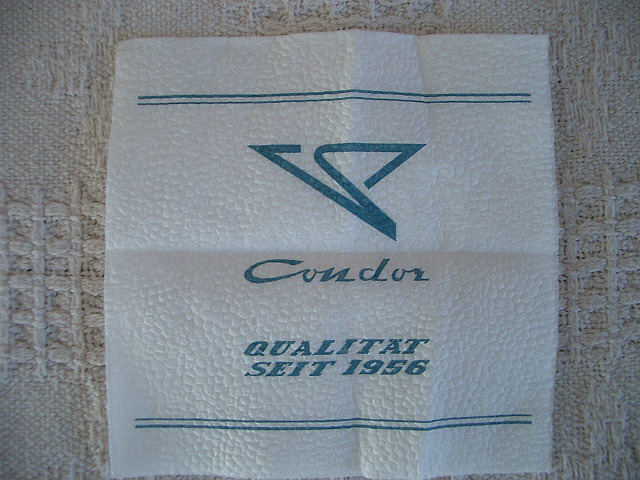 Condor
QUALITÄT
SEIT 1956